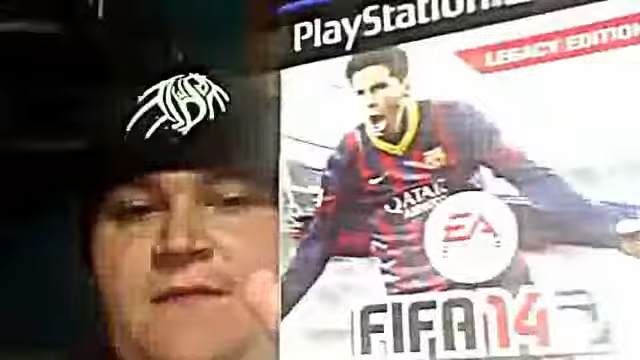 PlayStation
LEGACY EDITION
QATAR
EA
FIFA 14